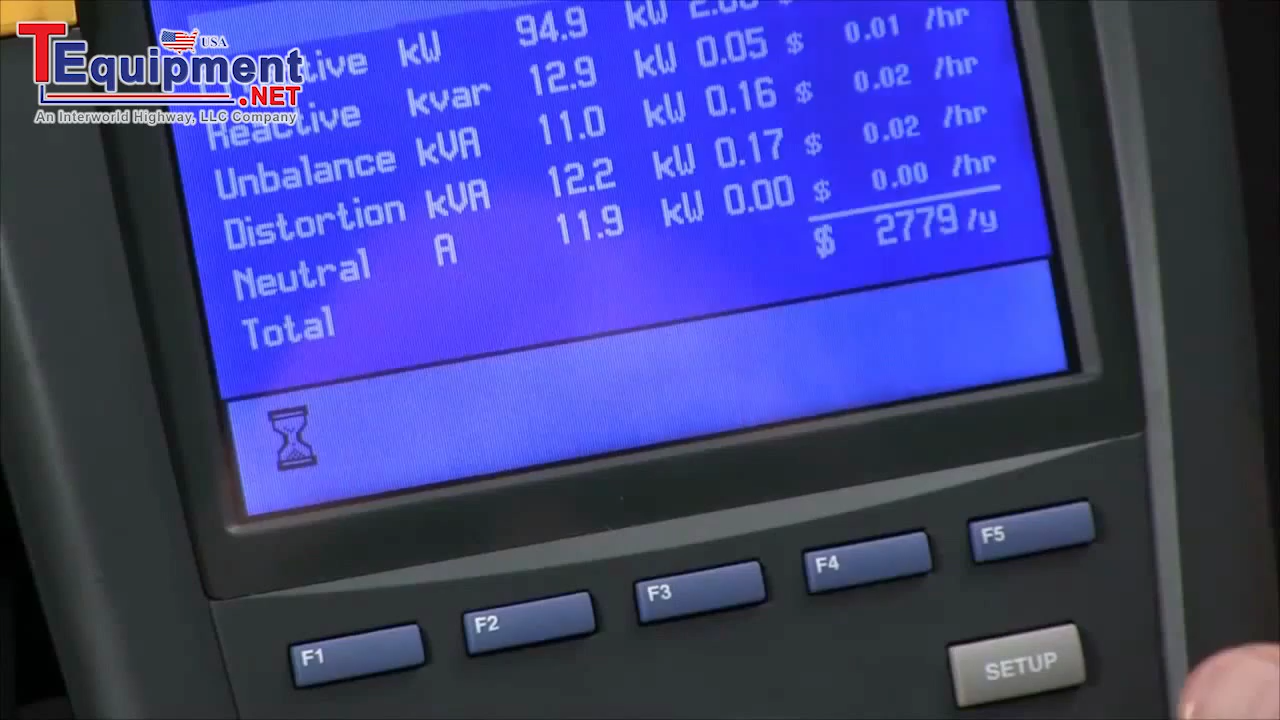 TEquipment
USA
.NET
An Interworld Highway, LLC Company
kW 94.9 kW
Reactive kvar 12.9 kW 0.05 $ 0.01 /hr
Unbalance kVA 11.0 kW 0.16 $ 0.02 /hr
Distortion kVA 12.2 kW 0.17 $ 0.02 /hr
Neutral A 11.9 kW 0.00 $ 0.00 /hr
Total $ 2779 /y
F1 F2 F3 F4 F5
SETUP